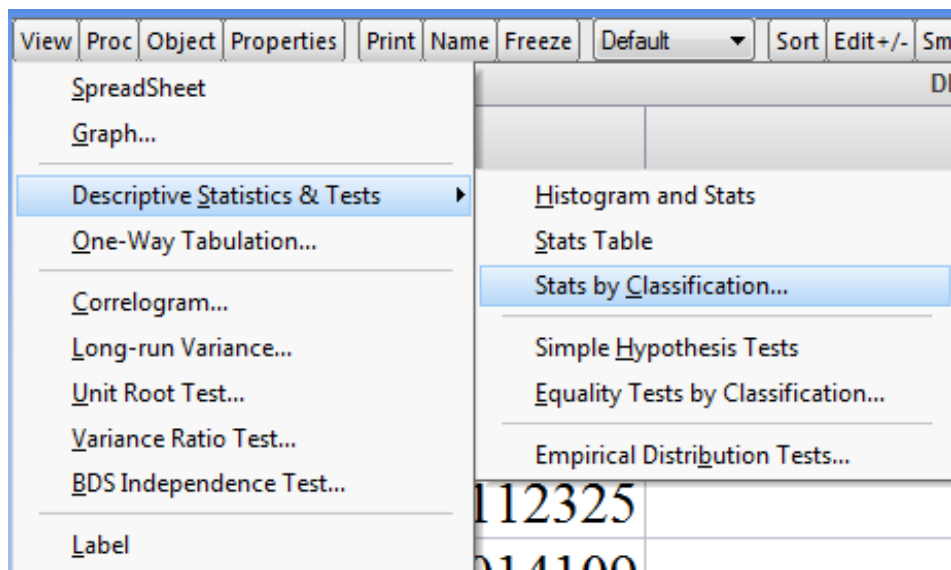 View Proc Object Properties Print Name Freeze Default Sort Edit+/- Sm
SpreadSheet
Graph...
Descriptive Statistics & Tests
One-Way Tabulation...
Correlogram...
Long-run Variance...
Unit Root Test...
Variance Ratio Test...
BDS Independence Test...
Label
Histogram and Stats
Stats Table
Stats by Classification...
Simple Hypothesis Tests
Equality Tests by Classification...
Empirical Distribution Tests...
112325